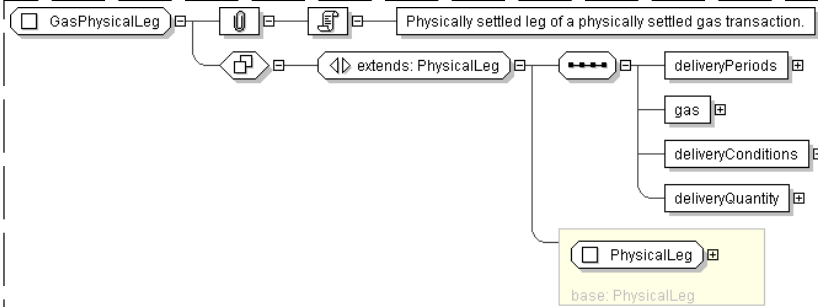 GasPhysicalLeg
Physically settled leg of a physically settled gas transaction.
extends: PhysicalLeg
deliveryPeriods
gas
deliveryConditions
deliveryQuantity
PhysicalLeg
base: PhysicalLeg